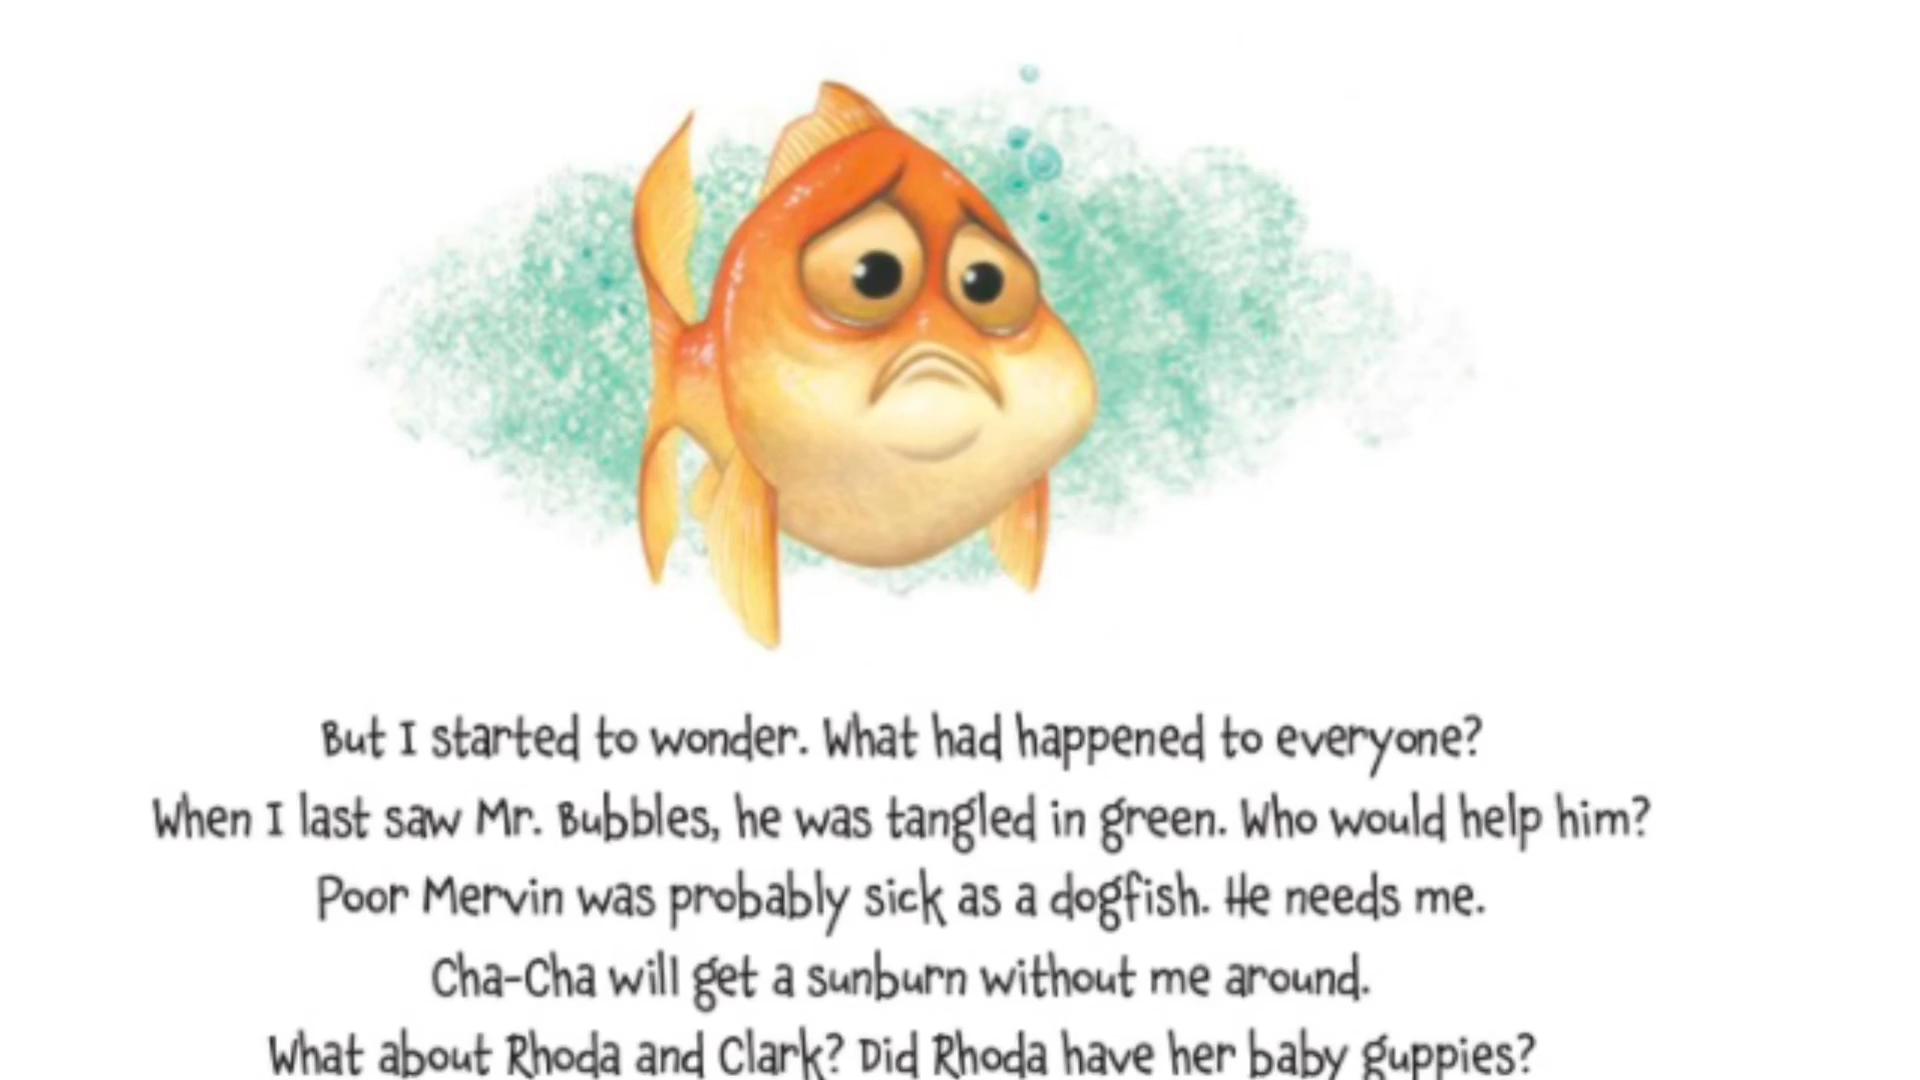 But I started to wonder. What had happened to everyone?
When I last saw Mr. Bubbles, he was tangled in green. Who would help him?
Poor Mervin was probably sick as a dogfish. He needs me.
Cha-Cha will get a sunburn without me around.
What about Rhoda and Clark? Did Rhoda have her baby guppies?